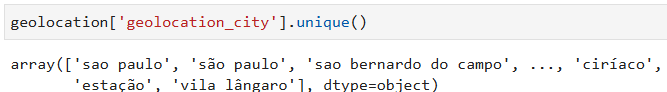 geolocation['geolocation_city'].unique()
array(['sao paulo', 'são paulo', 'sao bernardo do campo', ..., 'ciríaco',
'estação', 'vila lângaro'], dtype=object)